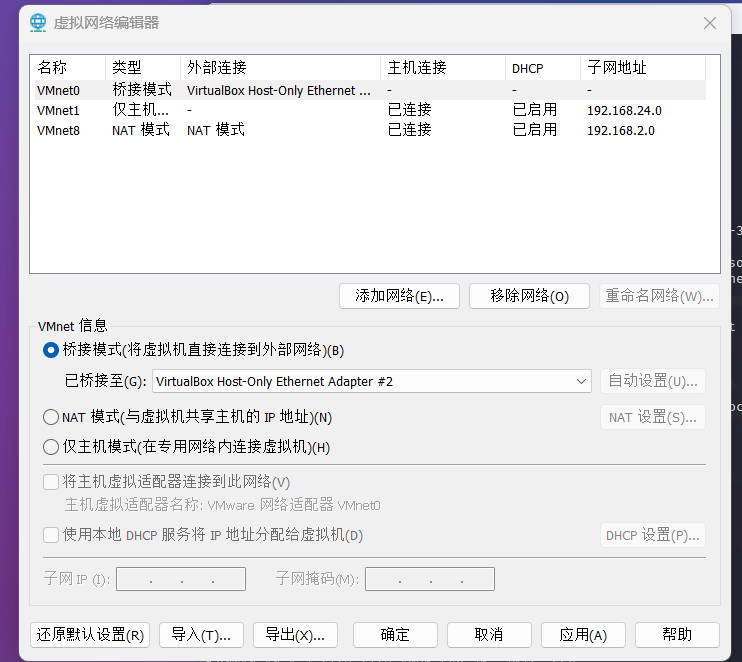 虚拟网络编辑器
名称 类型 外部连接 主机连接 DHCP 子网地址
VMnet0 桥接模式 VirtualBox Host-Only Ethernet ... - - -
VMnet1 仅主机... - 已连接 已启用 192.168.24.0
VMnet8 NAT 模式 NAT 模式 已连接 已启用 192.168.2.0
添加网络(E)... 移除网络(O) 重命名网络(W)...
VMnet 信息
桥接模式(将虚拟机直接连接到外部网络)(B)
已桥接至(G): VirtualBox Host-Only Ethernet Adapter #2 自动设置(U)...
NAT 模式(与虚拟机共享主机的 IP 地址)(N) NAT 设置(S)...
仅主机模式(在专用网络内连接虚拟机)(H)
将主机虚拟适配器连接到此网络(V)
主机虚拟适配器名称: VMware 网络适配器 VMnet0
使用本地 DHCP 服务将 IP 地址分配给虚拟机(D) DHCP 设置(P)...
子网 IP (I): . . . 子网掩码(M): . . .
还原默认设置(R) 导入(T)... 导出(X)... 确定 取消 应用(A) 帮助